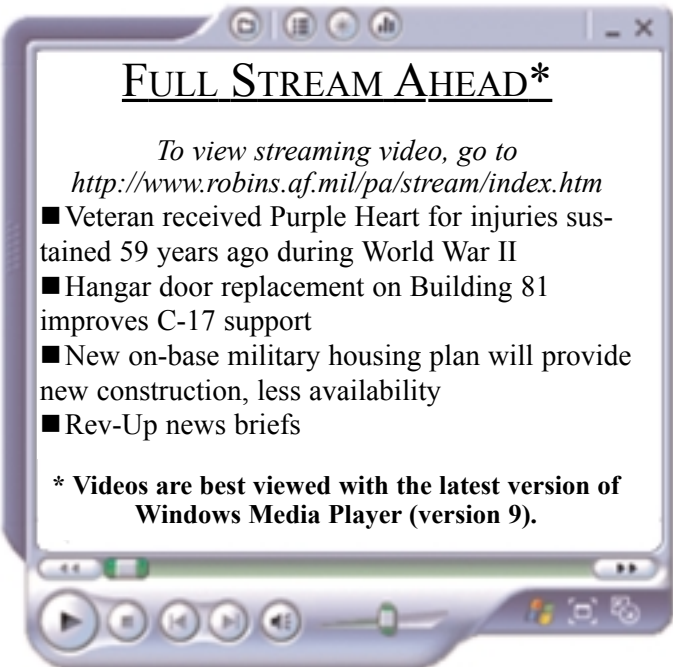 FULL STREAM AHEAD*
To view streaming video, go to
http://www.robins.af.mil/pa/stream/index.htm
■ Veteran received Purple Heart for injuries sus-
tained 59 years ago during World War II
■ Hangar door replacement on Building 81
improves C-17 support
■ New on-base military housing plan will provide
new construction, less availability
■ Rev-Up news briefs
* Videos are best viewed with the latest version of
Windows Media Player (version 9).